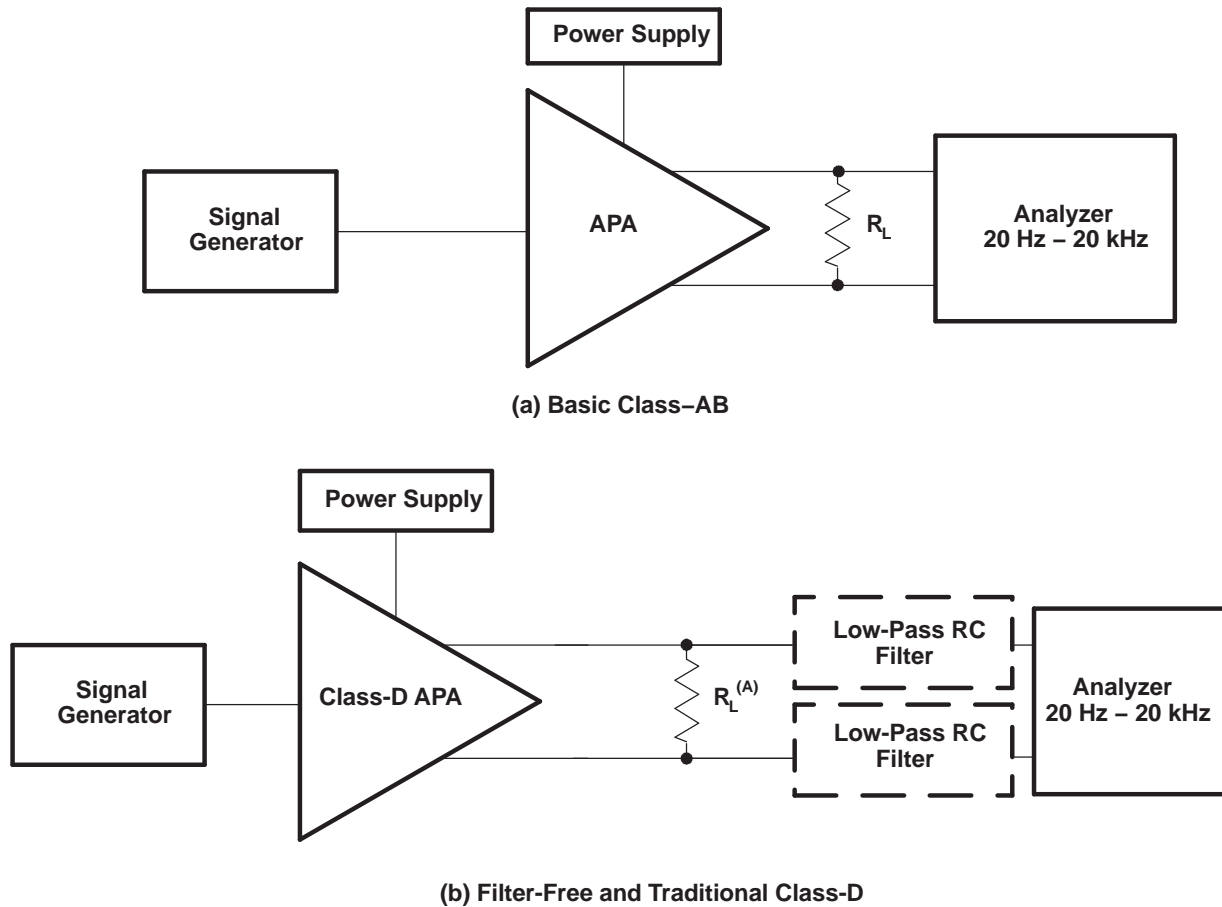 Power Supply
Signal
Generator
APA
R_L
Analyzer
20 Hz – 20 kHz
(a) Basic Class–AB
Power Supply
Signal
Generator
Class-D APA
R_L^(A)
Low-Pass RC
Filter
Low-Pass RC
Filter
Analyzer
20 Hz – 20 kHz
(b) Filter-Free and Traditional Class-D